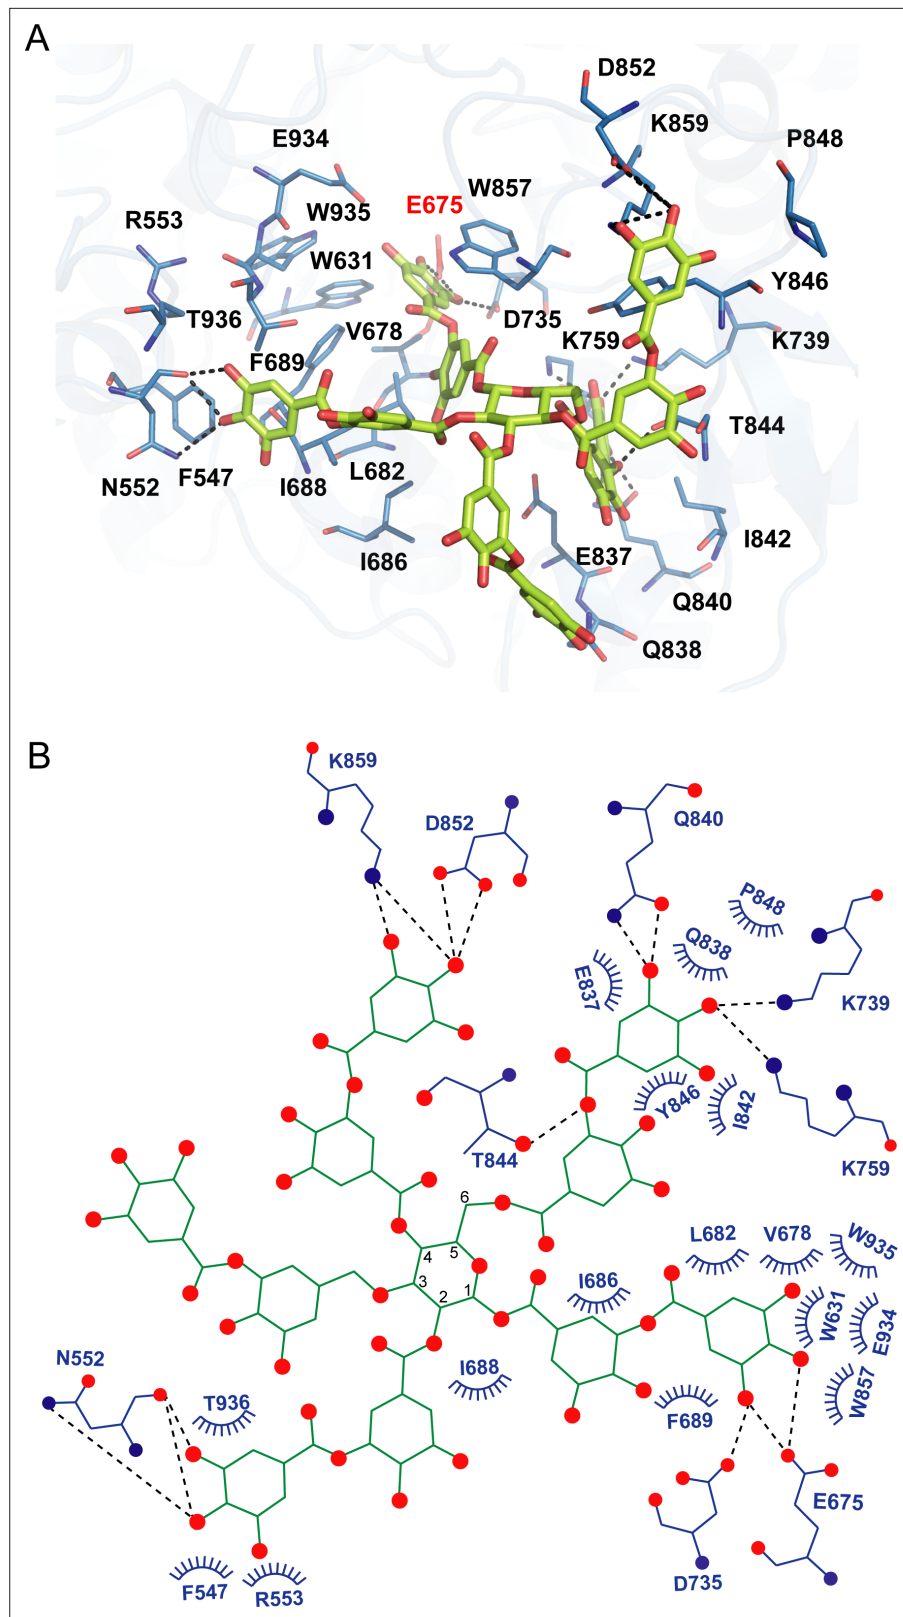 A
D852
K859
P848
E934
W857
E675
W935
R553
W631
Y846
T936
V678
D735
K759
K739
F689
T844
N552
F547
L682
I688
I842
I686
E837
Q840
Q838
B
K859
D852
Q840
P848
Q838
E837
K739
Y846
I842
T844
K759
6
5
4
3
2
1
L682
V678
W935
I686
W631
E934
N552
I688
W857
T936
F689
E675
D735
F547
R553